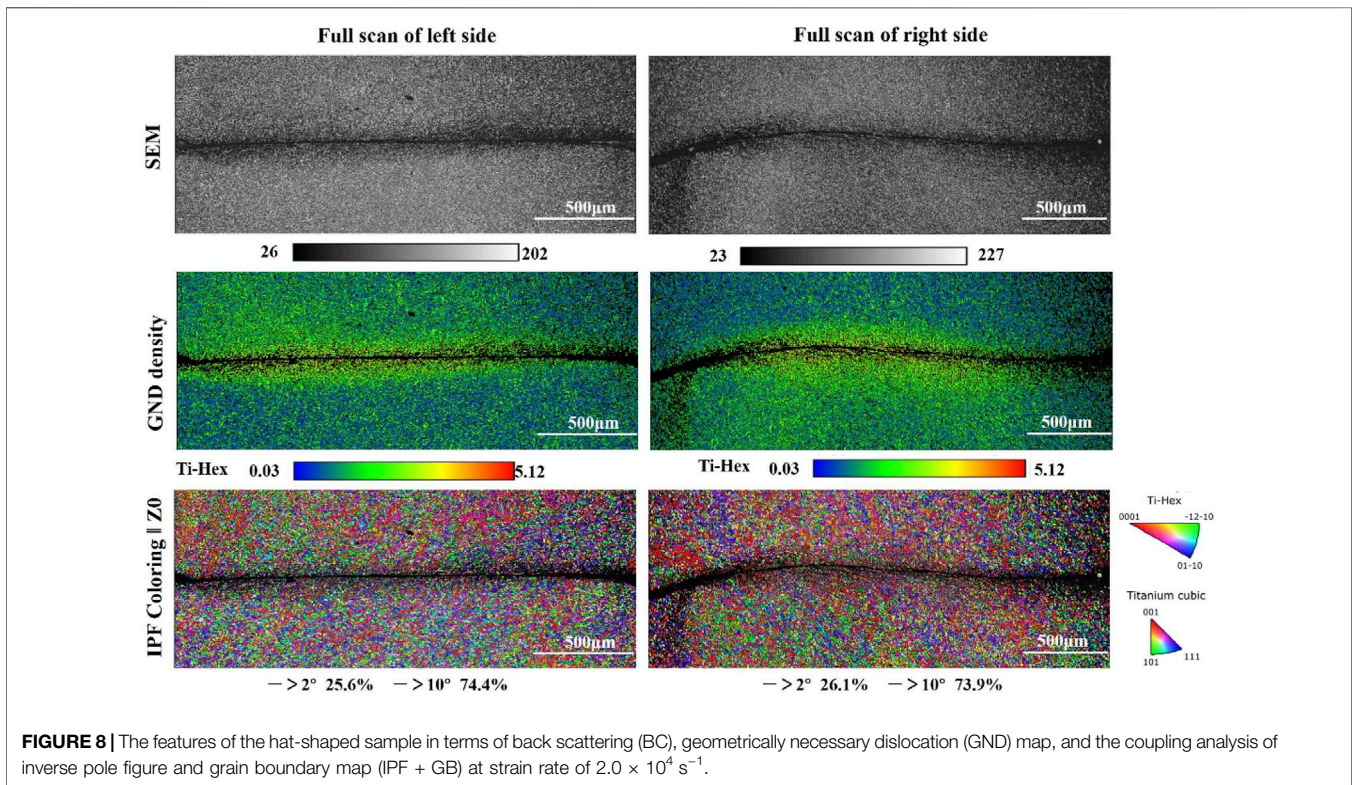 Full scan of left side
Full scan of right side
SEM
500μm
500μm
26
202
23
227
GND density
500μm
500μm
Ti-Hex
0.03
5.12
Ti-Hex
0.03
5.12
IPF Coloring ∥ Z0
500μm
500μm
Ti-Hex
0001
-12-10
01-10
Titanium cubic
001
101
111
— > 2° 25.6% — > 10° 74.4%
— > 2° 26.1% — > 10° 73.9%
FIGURE 8 | The features of the hat-shaped sample in terms of back scattering (BC), geometrically necessary dislocation (GND) map, and the coupling analysis of
inverse pole figure and grain boundary map (IPF + GB) at strain rate of 2.0 × 10⁴ s⁻¹.